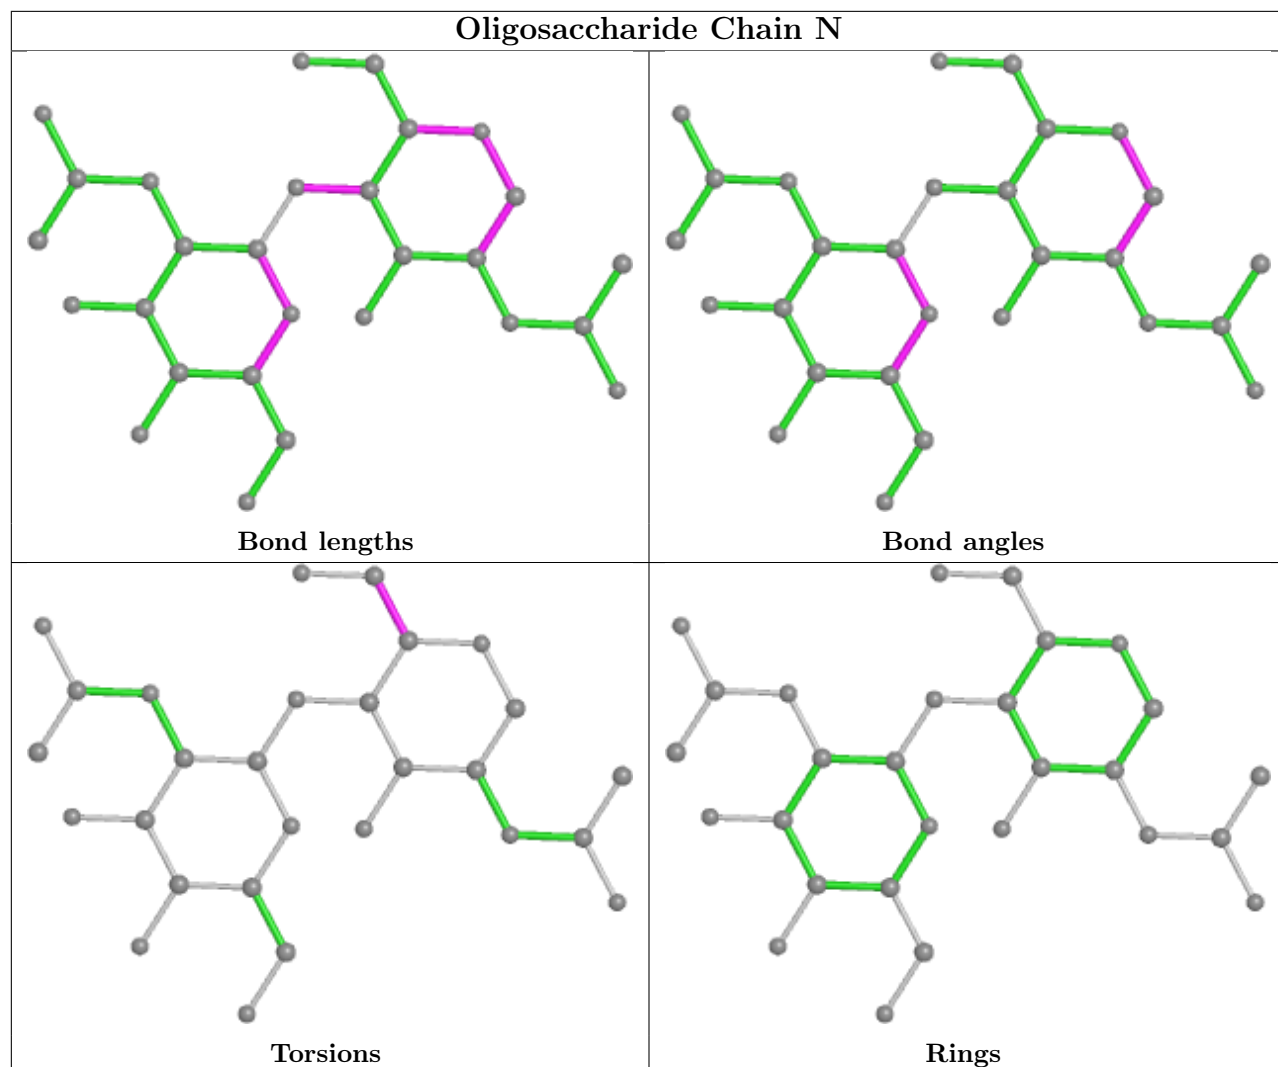 Oligosaccharide Chain N
Bond lengths
Bond angles
Torsions
Rings